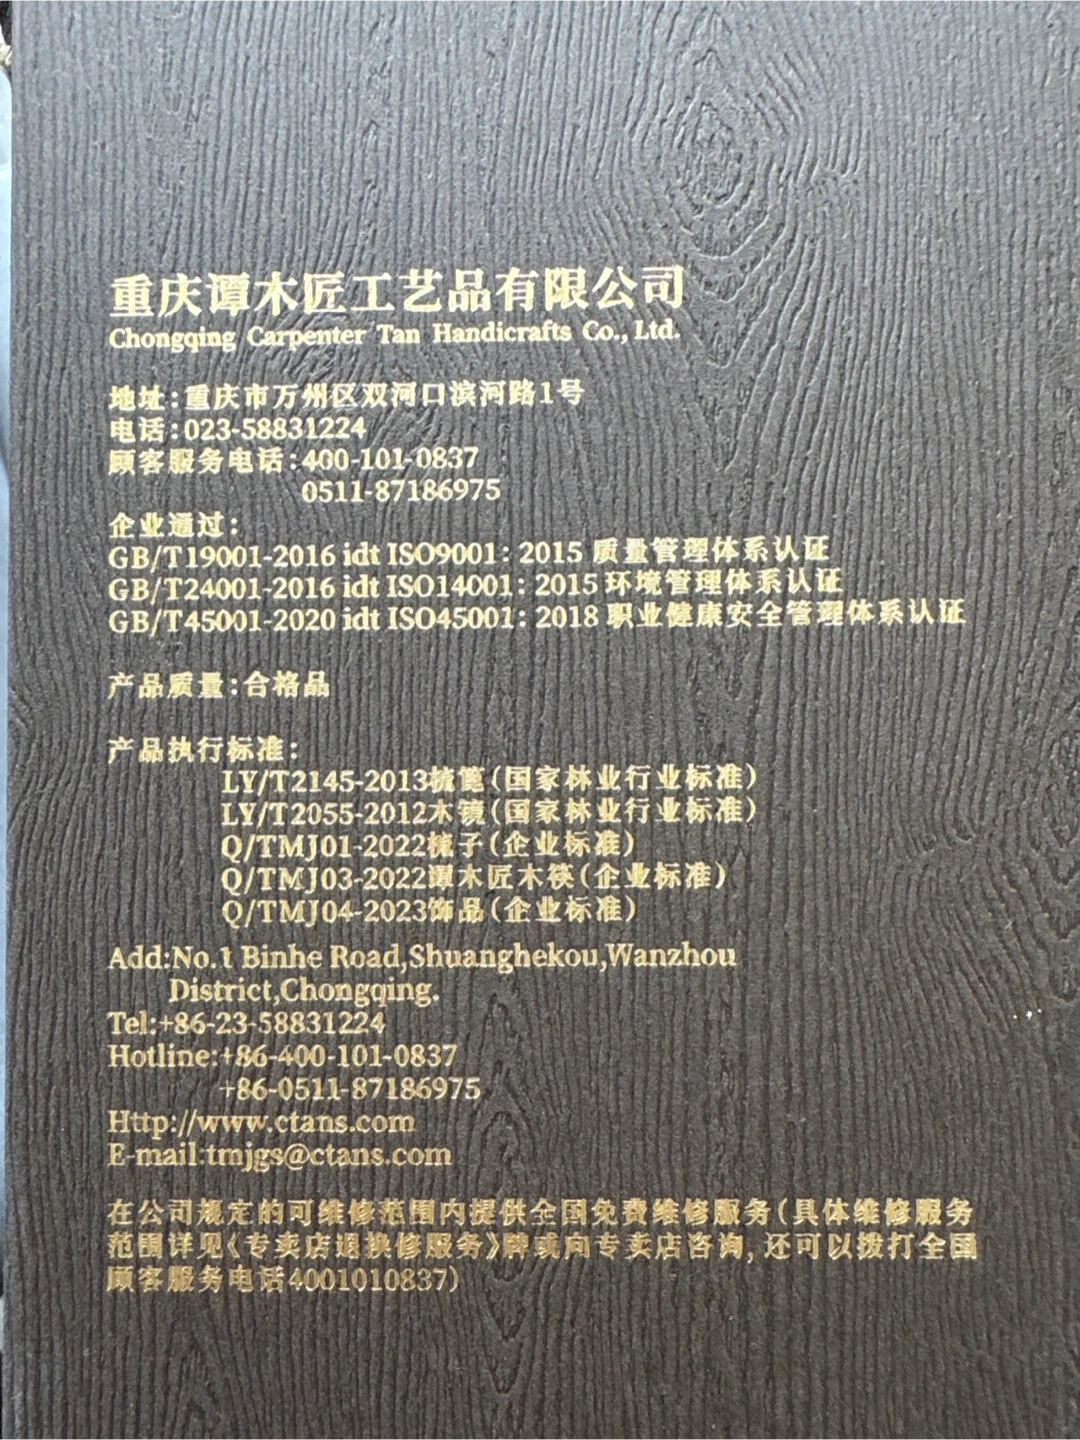 重庆谭木匠工艺品有限公司
Chongqing Carpenter Tan Handicrafts Co., Ltd.
地址:重庆市万州区双河口滨河路1号
电话:023-58831224
顾客服务电话:400-101-0837
0511-87186975
企业通过:
GB/T19001-2016 idt ISO9001: 2015 质量管理体系认证
GB/T24001-2016 idt ISO14001: 2015 环境管理体系认证
GB/T45001-2020 idt ISO45001: 2018 职业健康安全管理体系认证
产品质量:合格品
产品执行标准:
LY/T2145-2013梳篦(国家林业行业标准)
LY/T2055-2012木镜(国家林业行业标准)
Q/TMJ01-2022梳子(企业标准)
Q/TMJ03-2022谭木匠木筷(企业标准)
Q/TMJ04-2023饰品(企业标准)
Add:No.1 Binhe Road,Shuanghekou,Wanzhou
District,Chongqing.
Tel:+86-23-58831224
Hotline:+86-400-101-0837
+86-0511-87186975
Http://www.ctans.com
E-mail:tmjgs@ctans.com
在公司规定的可维修范围内提供全国免费维修服务(具体维修服务
范围详见《专卖店退换修服务》牌或向专卖店咨询, 还可以拨打全国
顾客服务电话4001010837)